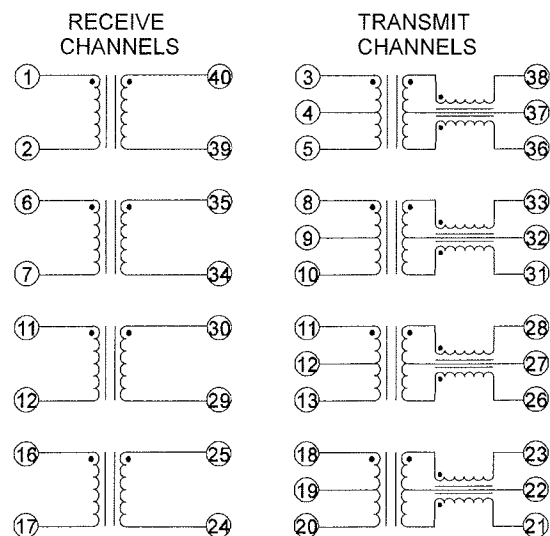 RECEIVE
CHANNELS
TRANSMIT
CHANNELS
1 40 3 38
4 37
2 39 5 36
6 35 8 33
9 32
7 34 10 31
11 30 11 28
12 27
12 29 13 26
16 25 18 23
19 22
17 24 20 21